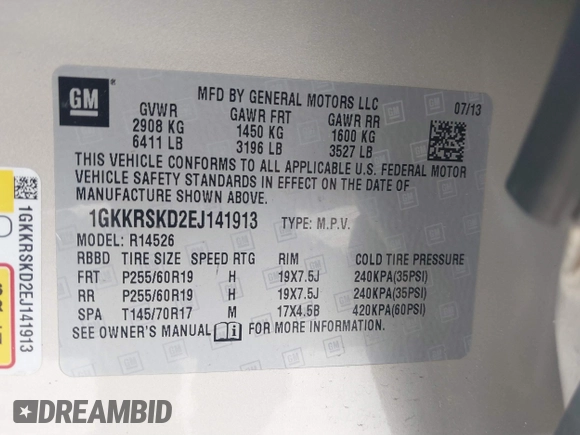 GM
MFD BY GENERAL MOTORS LLC 07/13
GVWR GAWR FRT GAWR RR
2908 KG 1450 KG 1600 KG
6411 LB 3196 LB 3527 LB
THIS VEHICLE CONFORMS TO ALL APPLICABLE U.S. FEDERAL MOTOR
VEHICLE SAFETY STANDARDS IN EFFECT ON THE DATE OF
MANUFACTURE SHOWN ABOVE.
1GKKRSKD2EJ141913 TYPE: M.P.V.
MODEL: R14526
RBBD TIRE SIZE SPEED RTG RIM COLD TIRE PRESSURE
FRT P255/60R19 H 19X7.5J 240KPA(35PSI)
RR P255/60R19 H 19X7.5J 240KPA(35PSI)
SPA T145/70R17 M 17X4.5B 420KPA(60PSI)
SEE OWNER'S MANUAL FOR MORE INFORMATION.
1GKKRSKD2EJ141913
DREAMBID